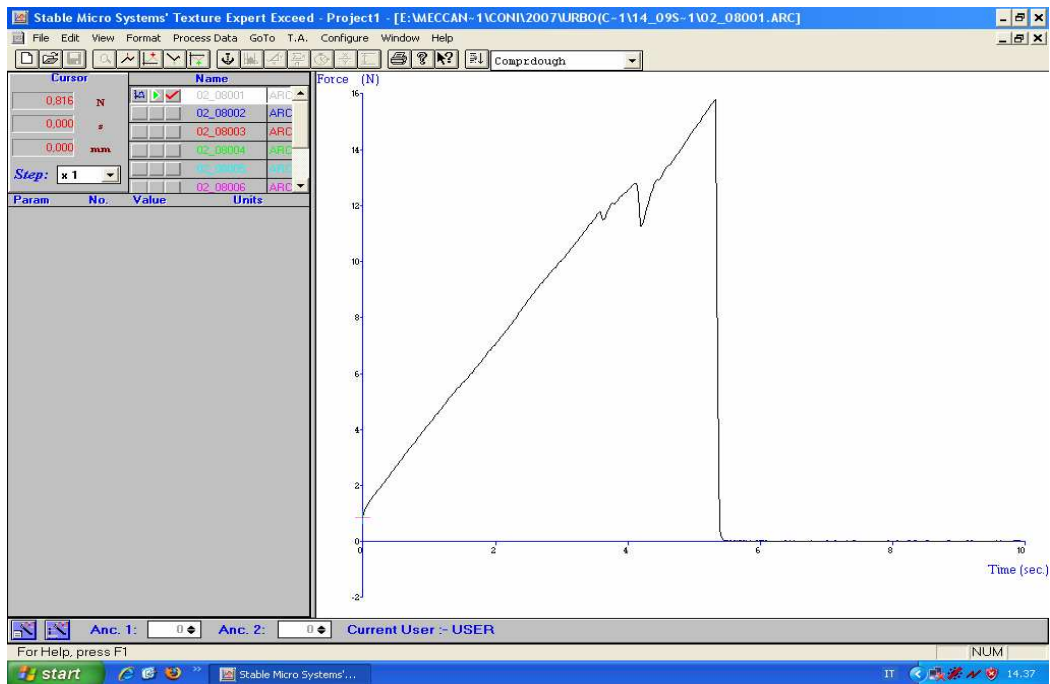 Stable Micro Systems' Texture Expert Exceed - Project1 - [E:\MECCAN~1\CONI\2007\URBO(C~1\14_09S~1\02_08001.ARC]
File Edit View Format Process Data GoTo T.A. Configure Window Help
Comprdough
Cursor
0,816 N
0,000 s
0,000 mm
Step: x 1
Name
02_08001 ARC
02_08002 ARC
02_08003 ARC
02_08004 ARC
02_08005 ARC
02_08006 ARC
Param No. Value Units
Force (N)
16
14
12
10
8
6
4
2
0
-2
0 2 4 6 8 10
Time (sec.)
Anc. 1: 0 Anc. 2: 0 Current User :- USER
For Help, press F1 NUM
start » Stable Micro Systems'... IT 14.37